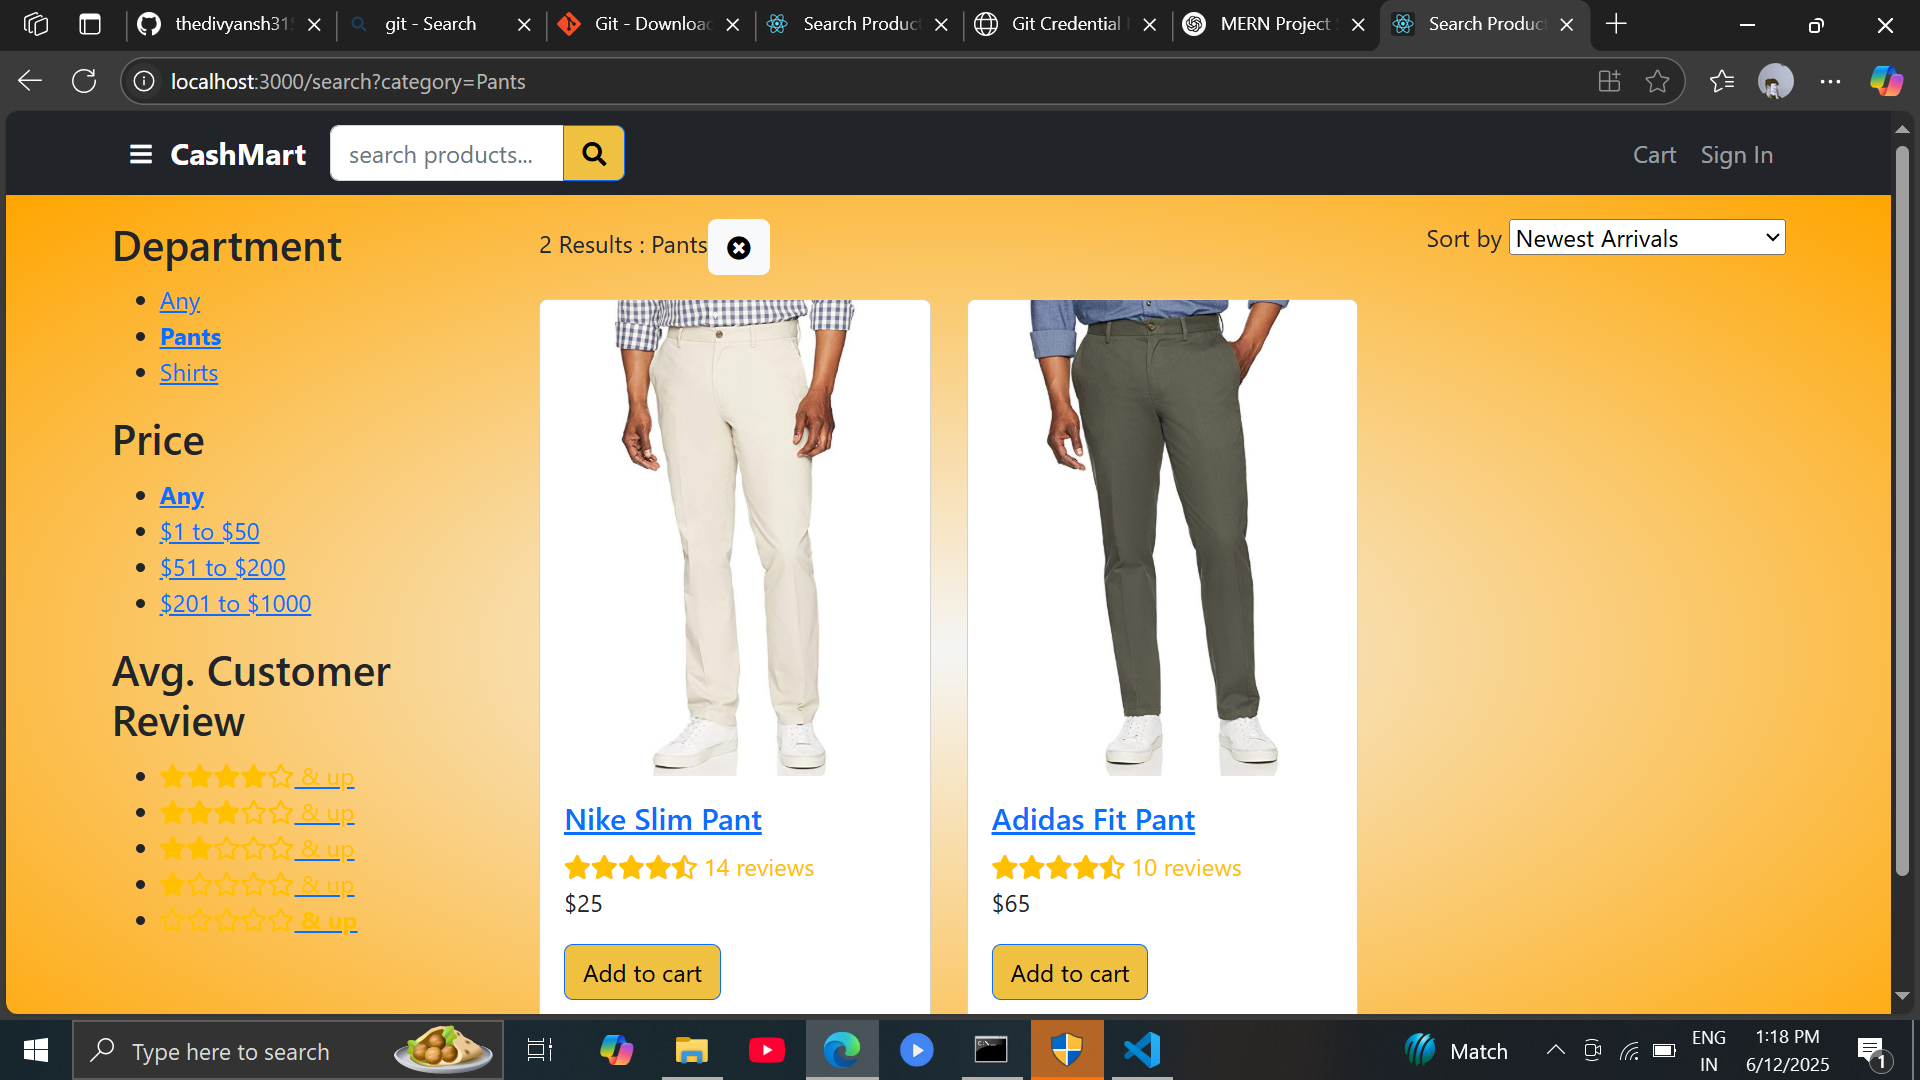 thedivyansh31
git - Search
Git - Downloa
Search Produc
Git Credential
MERN Project
Search Produc
localhost:3000/search?category=Pants
CashMart
search products...
Cart
Sign In
Department
Any
Pants
Shirts
Price
Any
$1 to $50
$51 to $200
$201 to $1000
Avg. Customer
Review
& up
& up
& up
& up
& up
2 Results : Pants
Sort by
Newest Arrivals
Nike Slim Pant
14 reviews
$25
Add to cart
Adidas Fit Pant
10 reviews
$65
Add to cart
Type here to search
Match
ENG
IN
1:18 PM
6/12/2025
1